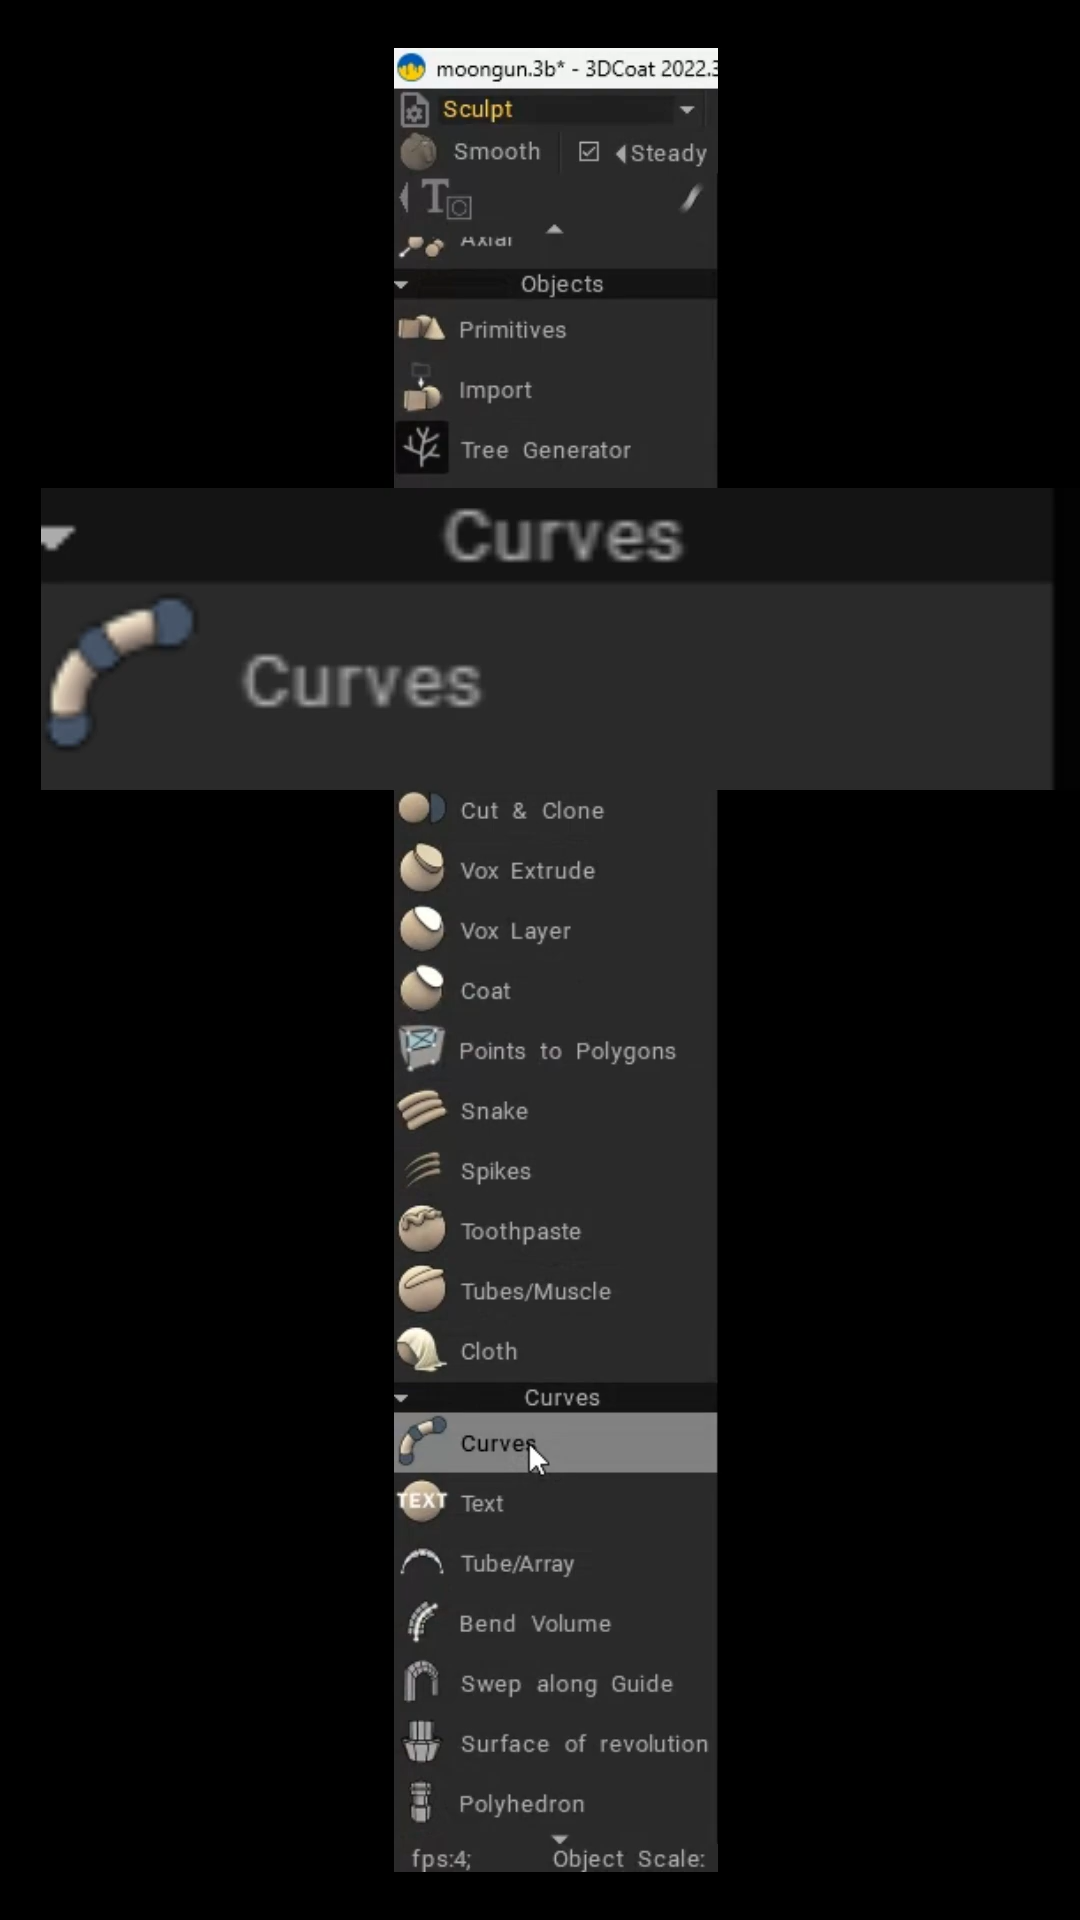 moongun.3b* - 3DCoat 2022.3
Sculpt
Smooth Steady
T
Axial
Objects
Primitives
Import
Tree Generator
Curves
Curves
Cut & Clone
Vox Extrude
Vox Layer
Coat
Points to Polygons
Snake
Spikes
Toothpaste
Tubes/Muscle
Cloth
Curves
Curves
TEXT Text
Tube/Array
Bend Volume
Swep along Guide
Surface of revolution
Polyhedron
fps:4; Object Scale: